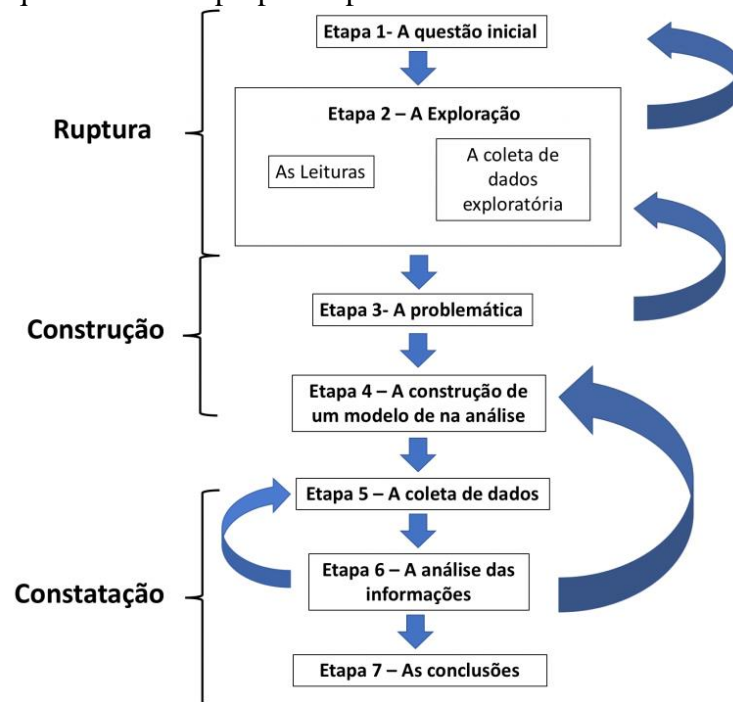 Etapa 1- A questão inicial
Ruptura
Etapa 2 – A Exploração
As Leituras
A coleta de
dados
exploratória
Construção
Etapa 3- A problemática
Etapa 4 – A construção de
um modelo de na análise
Constatação
Etapa 5 – A coleta de dados
Etapa 6 – A análise das
informações
Etapa 7 – As conclusões